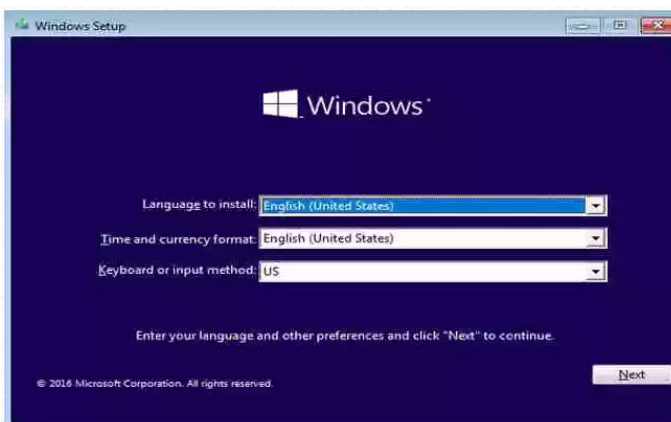 Windows Setup
Windows
Language to install: English (United States)
Time and currency format: English (United States)
Keyboard or input method: US
Enter your language and other preferences and click "Next" to continue.
Next
© 2016 Microsoft Corporation. All rights reserved.